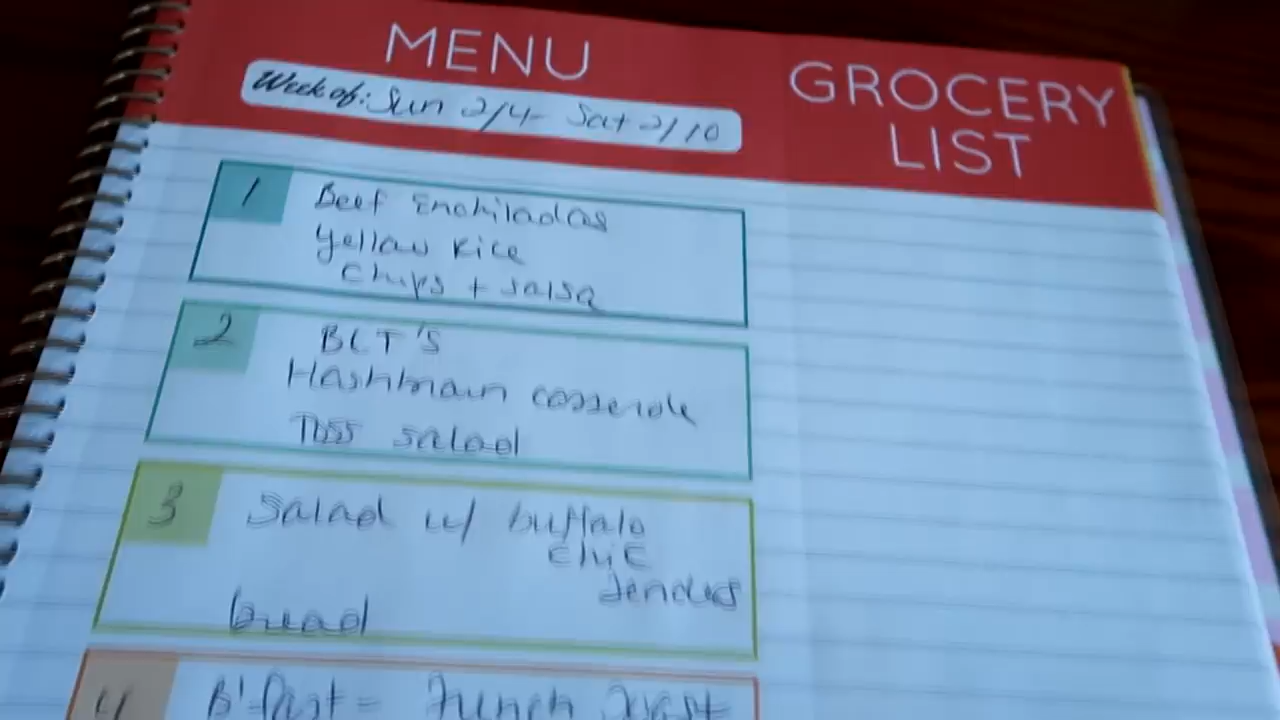 MENU
Week of: Sun 2/4 - Sat 2/10
GROCERY
LIST
1
Beef Enchiladas
Yellow Rice
Chips + Salsa
2
BLT's
Hashbrown casserole
Toss salad
3
Salad w/ buffalo
chic
tenders
bread
4
B'Fast = French Toast